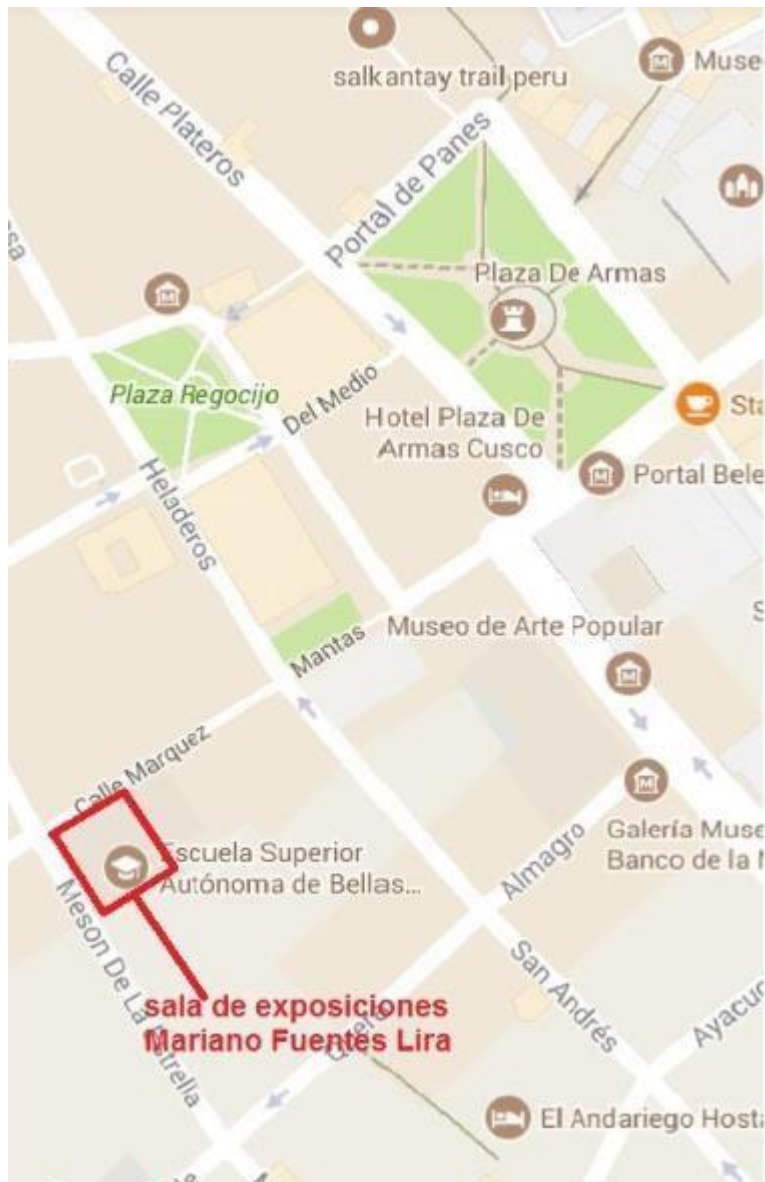 salkantay trail peru
Muse
Calle Plateros
Portal de Panes
Plaza De Armas
Plaza Regocijo
Del Medio
Hotel Plaza De
Armas Cusco
Sta
Portal Bele
Heladeros
Mantas
Museo de Arte Popular
S
Calle Marquez
Escuela Superior
Autónoma de Bellas...
Galería Muse
Banco de la
Almagro
Meson De La Estrella
sala de exposiciones
Mariano Fuentes Lira
San Andrés
Ayacuc
El Andariego Hosta